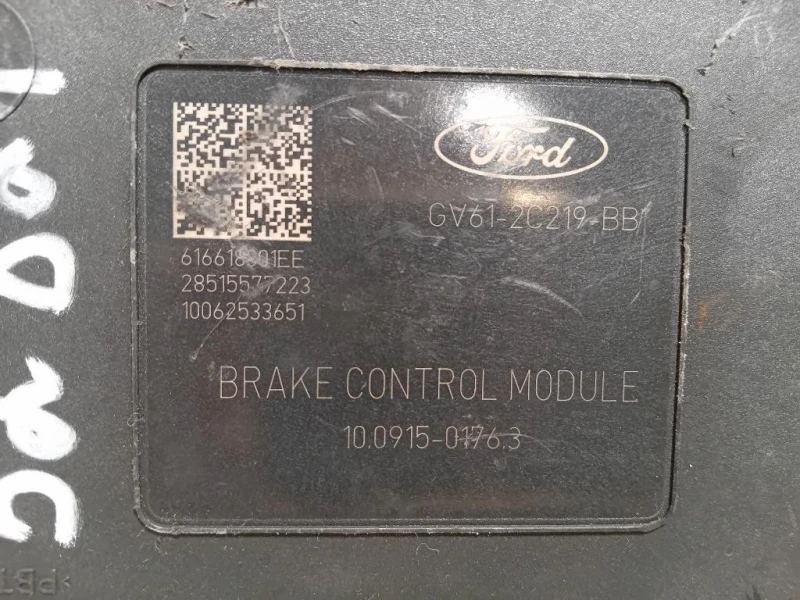 Ford
GV61-2C219-BB
28515577223
10062533651
BRAKE CONTROL MODULE
10.0915-0176.3